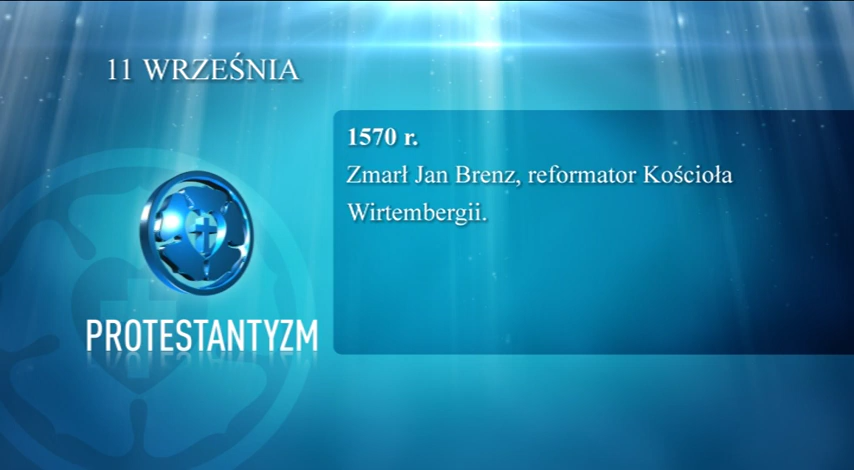 11 WRZEŚNIA
1570 r.
Zmarł Jan Brenz, reformator Kościoła
Wirtembergii.
PROTESTANTYZM